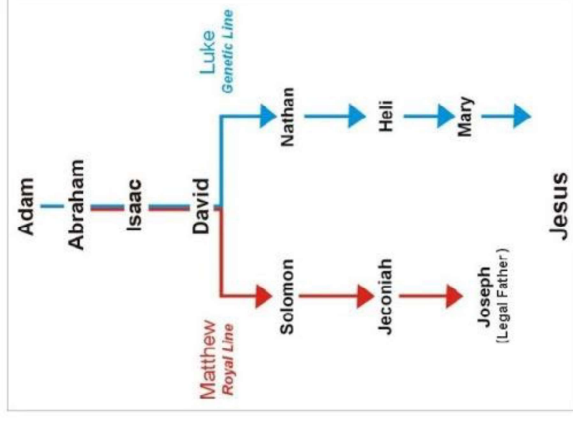 Adam
Abraham
Isaac
David
Matthew
Royal Line
Luke
Genetic Line
Solomon
Nathan
Jeconiah
Heli
Joseph
(Legal Father)
Mary
Jesus